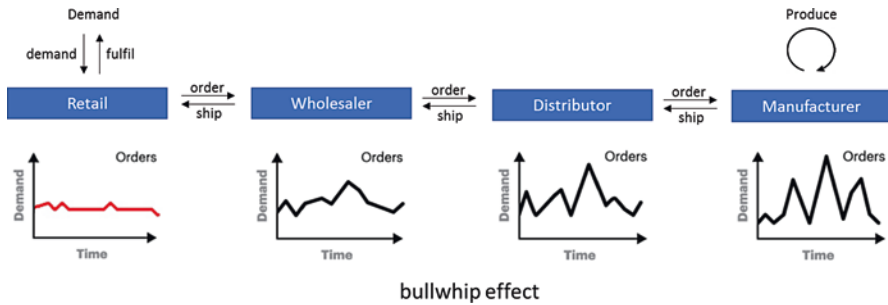 Demand
Produce
demand
fulfil
Retail
order
ship
Wholesaler
order
ship
Distributor
order
ship
Manufacturer
Orders
Demand
Time
Orders
Demand
Time
Orders
Demand
Time
Orders
Demand
Time
bullwhip effect